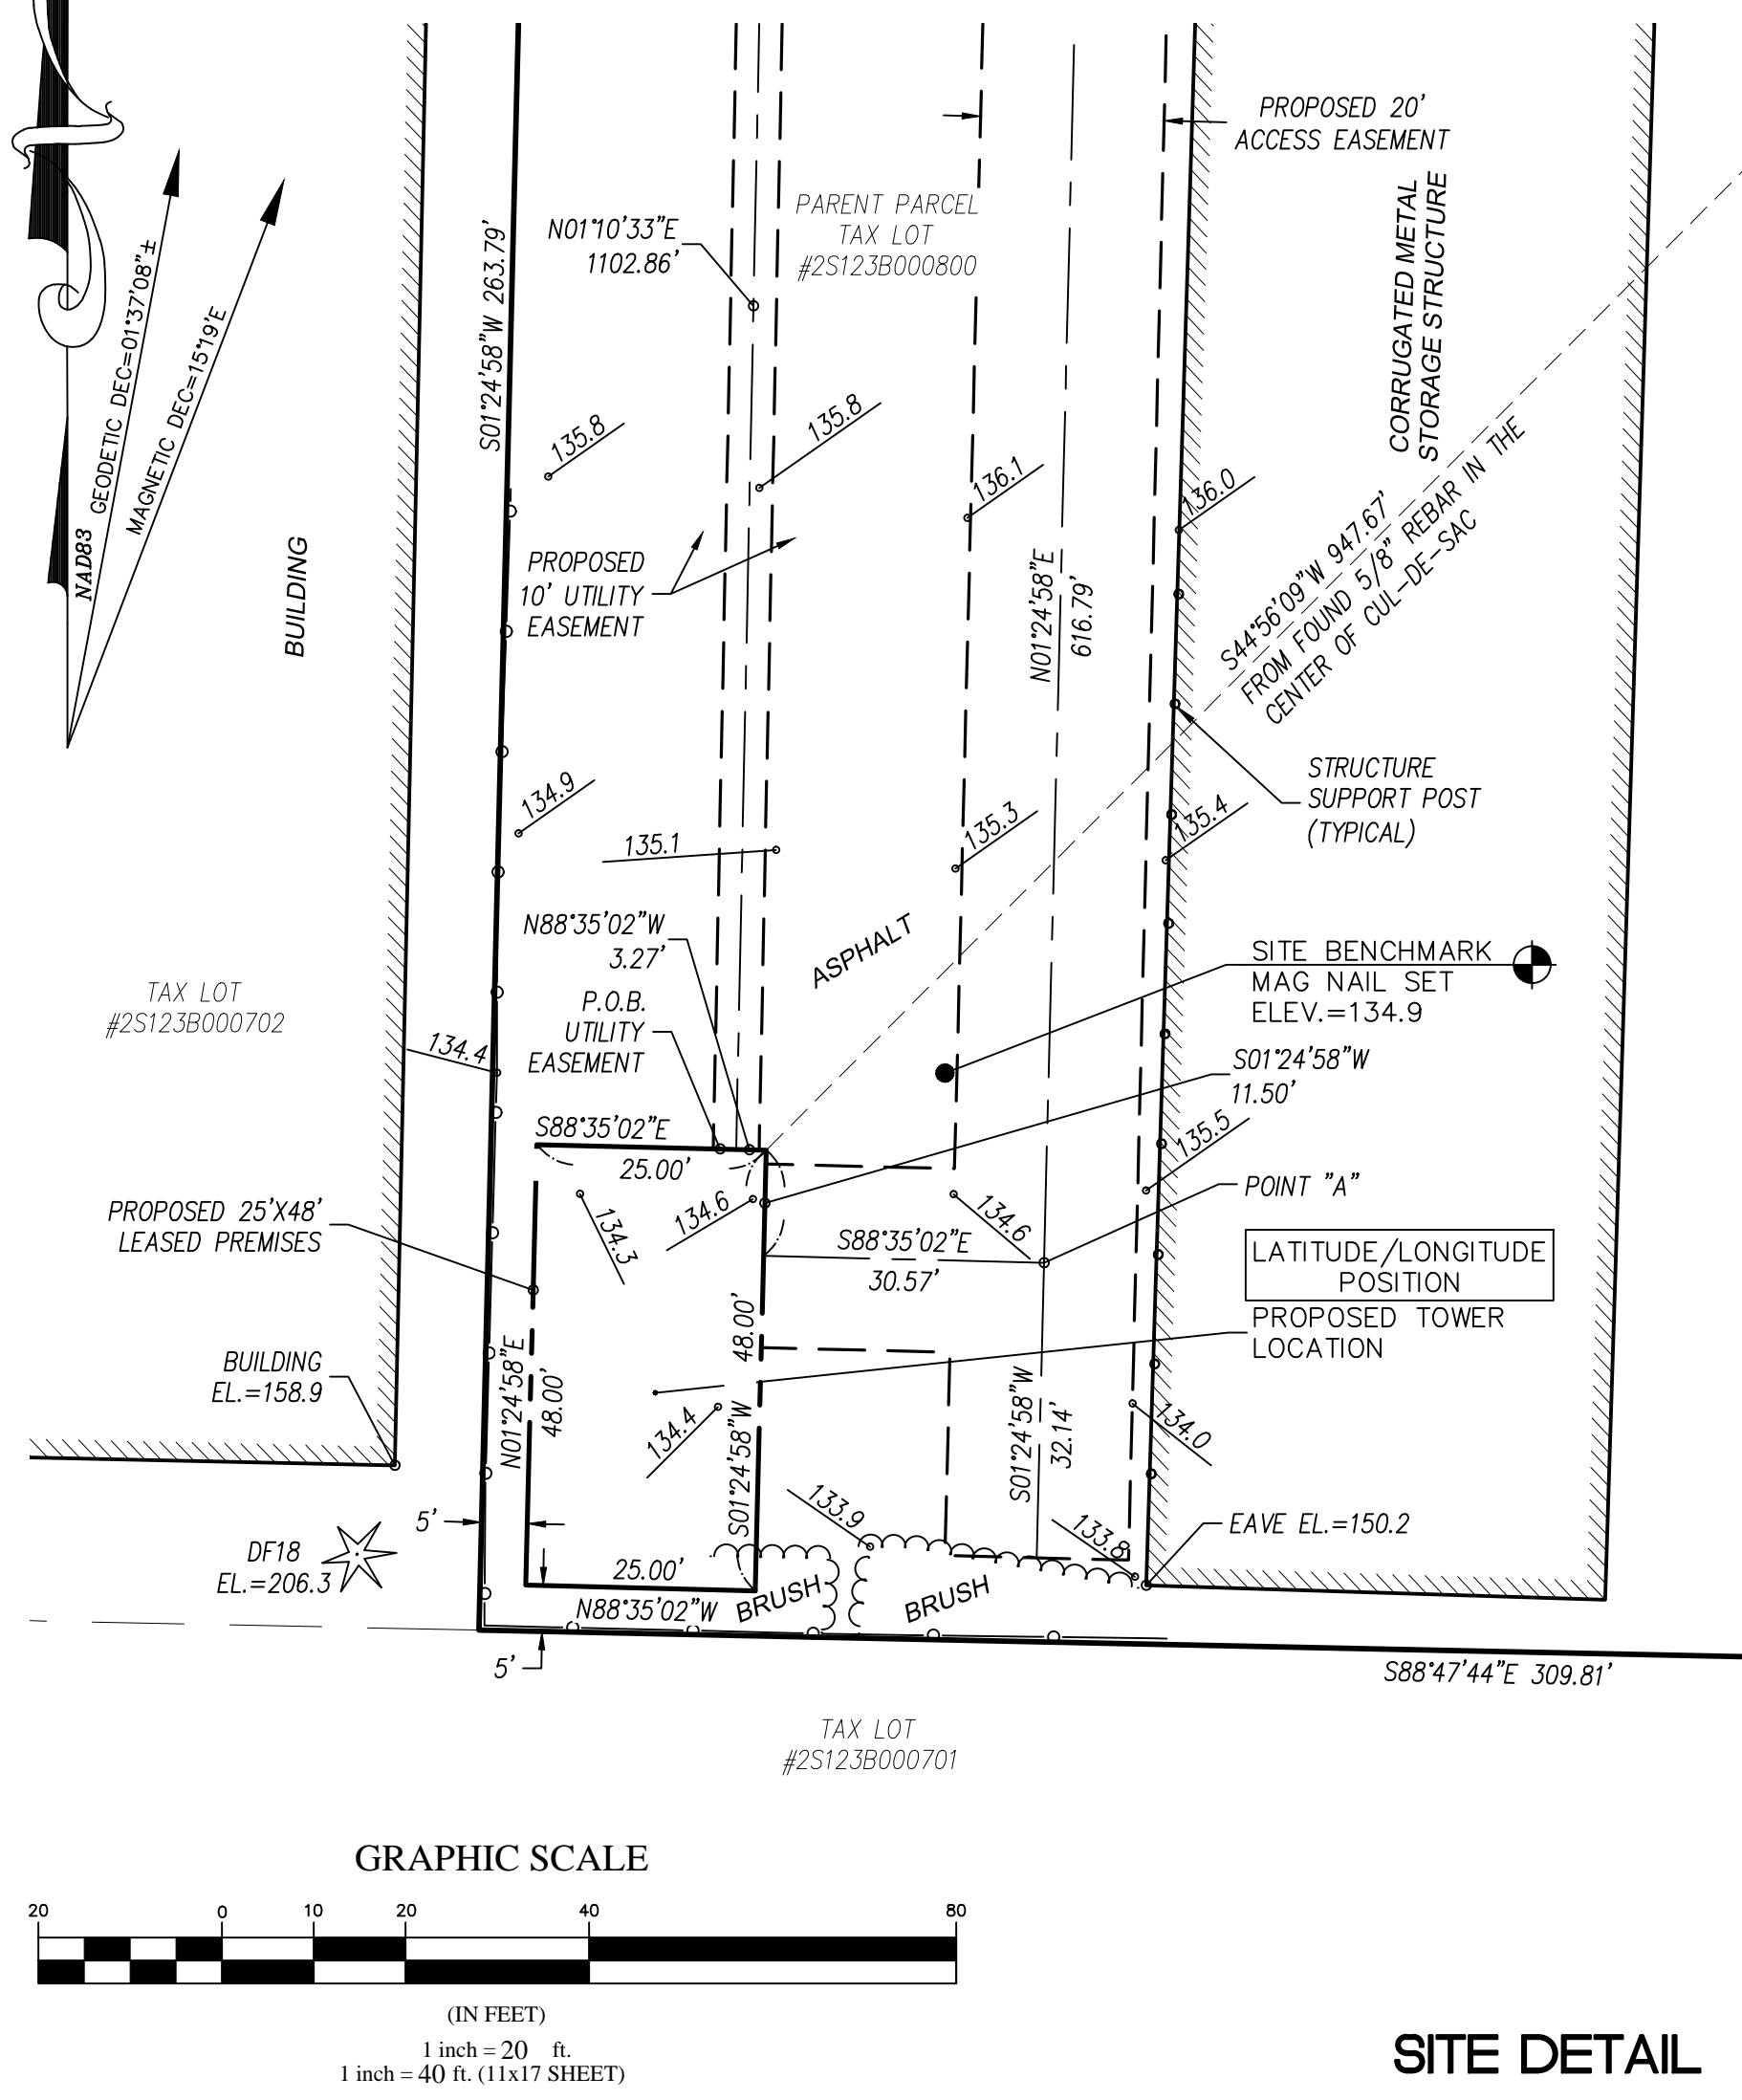 PROPOSED 20'
ACCESS EASEMENT
CORRUGATED METAL
STORAGE STRUCTURE
PARENT PARCEL
TAX LOT
#2S123B000800
N01°10'33"E
1102.86'
S01°24'58"W 263.79'
GEODETIC DEC=01°37'08"±
MAGNETIC DEC=15°19'E
NAD83
BUILDING
135.8
135.8
136.1
136.0
PROPOSED
10' UTILITY
EASEMENT
N01°24'58"E
616.79'
S44°56'09"W 947.67'
FROM FOUND 5/8" REBAR IN THE
CENTER OF CUL-DE-SAC
STRUCTURE
SUPPORT POST
(TYPICAL)
134.9
135.1
135.3
135.4
N88°35'02"W
3.27'
ASPHALT
SITE BENCHMARK
MAG NAIL SET
ELEV.=134.9
TAX LOT
#2S123B000702
P.O.B.
UTILITY
EASEMENT
134.4
S01°24'58"W
11.50'
S88°35'02"E
25.00'
135.5
POINT "A"
PROPOSED 25'X48'
LEASED PREMISES
134.3
134.6
134.6
S88°35'02"E
30.57'
LATITUDE/LONGITUDE
POSITION
PROPOSED TOWER
LOCATION
BUILDING
EL.=158.9
N01°24'58"E
48.00'
48.00'
S01°24'58"W
134.4
S01°24'58"W
32.14'
134.0
133.9
133.8
EAVE EL.=150.2
5'
DF18
EL.=206.3
25.00'
N88°35'02"W
BRUSH
BRUSH
5'
S88°47'44"E 309.81'
TAX LOT
#2S123B000701
GRAPHIC SCALE
20 0 10 20 40 80
(IN FEET)
1 inch = 20 ft.
1 inch = 40 ft. (11x17 SHEET)
SITE DETAIL